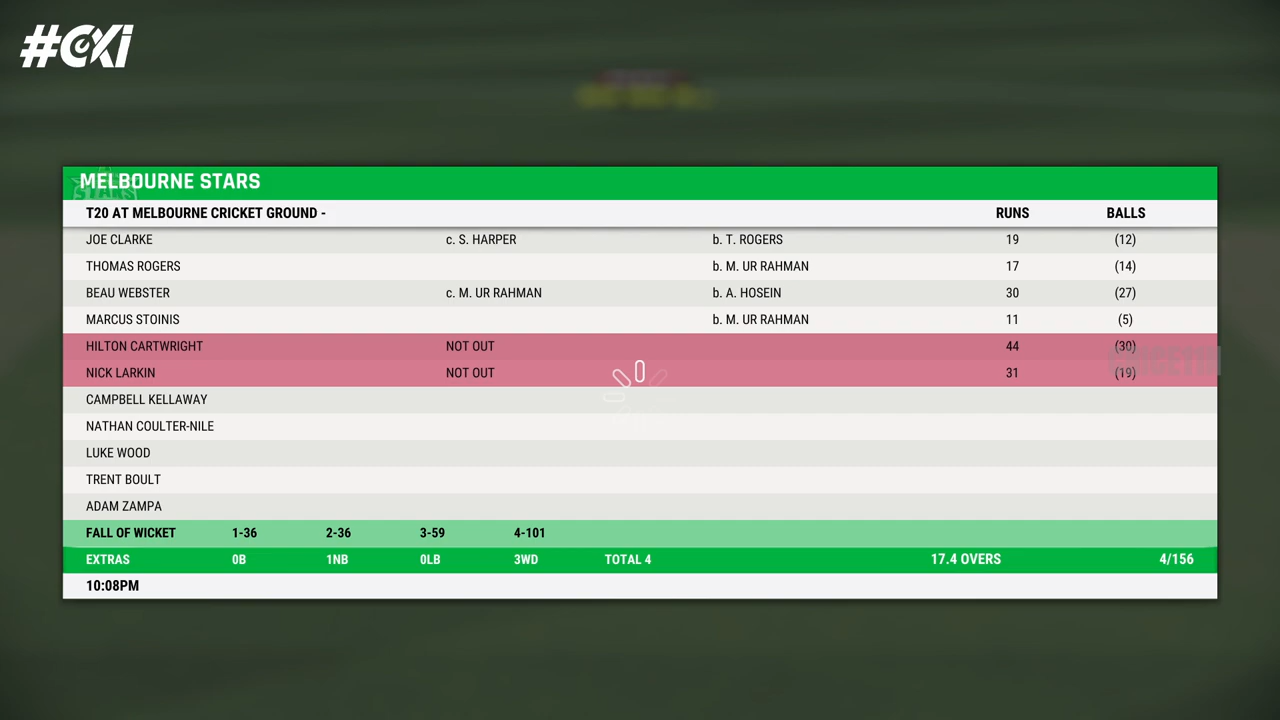 #CXI
MELBOURNE STARS
T20 AT MELBOURNE CRICKET GROUND - RUNS BALLS
JOE CLARKE c. S. HARPER b. T. ROGERS 19 (12)
THOMAS ROGERS b. M. UR RAHMAN 17 (14)
BEAU WEBSTER c. M. UR RAHMAN b. A. HOSEIN 30 (27)
MARCUS STOINIS b. M. UR RAHMAN 11 (5)
HILTON CARTWRIGHT NOT OUT 44 (30)
NICK LARKIN NOT OUT 31 (19)
CAMPBELL KELLAWAY
NATHAN COULTER-NILE
LUKE WOOD
TRENT BOULT
ADAM ZAMPA
FALL OF WICKET 1-36 2-36 3-59 4-101
EXTRAS 0B 1NB 0LB 3WD TOTAL 4 17.4 OVERS 4/156
10:08PM